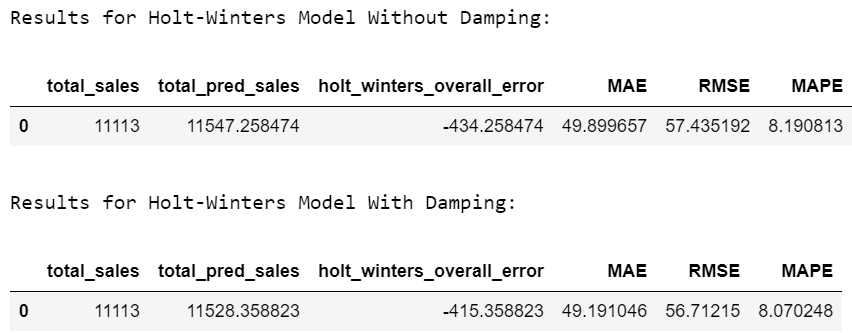 Results for Holt-Winters Model Without Damping:
total_sales total_pred_sales holt_winters_overall_error MAE RMSE MAPE
0 11113 11547.258474 -434.258474 49.899657 57.435192 8.190813
Results for Holt-Winters Model With Damping:
total_sales total_pred_sales holt_winters_overall_error MAE RMSE MAPE
0 11113 11528.358823 -415.358823 49.191046 56.71215 8.070248